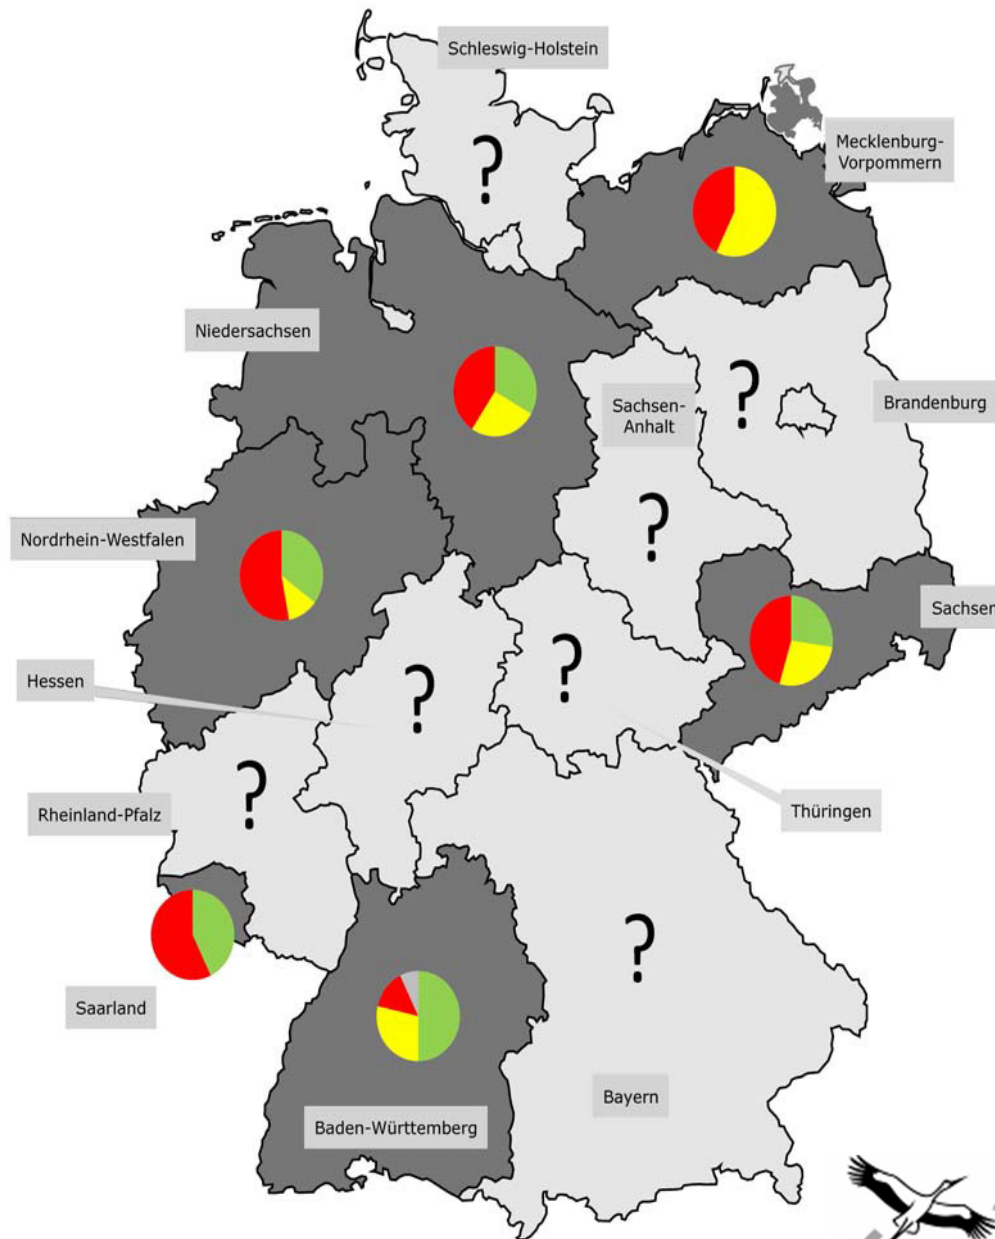 Schleswig-Holstein
?
Mecklenburg-
Vorpommern
Niedersachsen
?
Sachsen-
Anhalt
Brandenburg
?
Nordrhein-Westfalen
Sachsen
?
?
Hessen
?
Rheinland-Pfalz
Thüringen
?
Saarland
Bayern
Baden-Württemberg